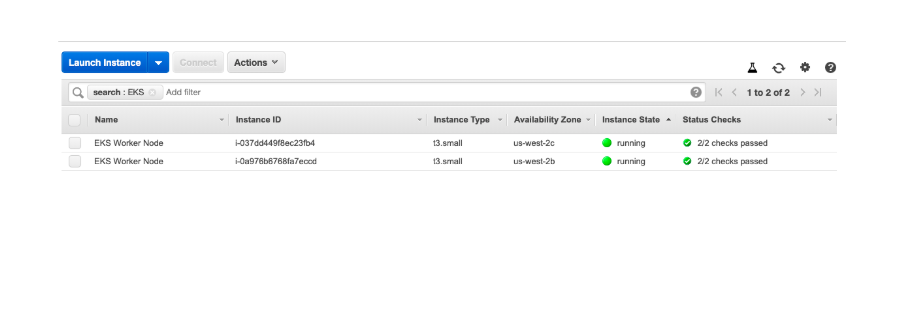 Launch Instance Connect Actions
search : EKS Add filter 1 to 2 of 2
Name Instance ID Instance Type Availability Zone Instance State Status Checks
EKS Worker Node i-037dd449f8ec23fb4 t3.small us-west-2c running 2/2 checks passed
EKS Worker Node i-0a976b6768fa7eccd t3.small us-west-2b running 2/2 checks passed